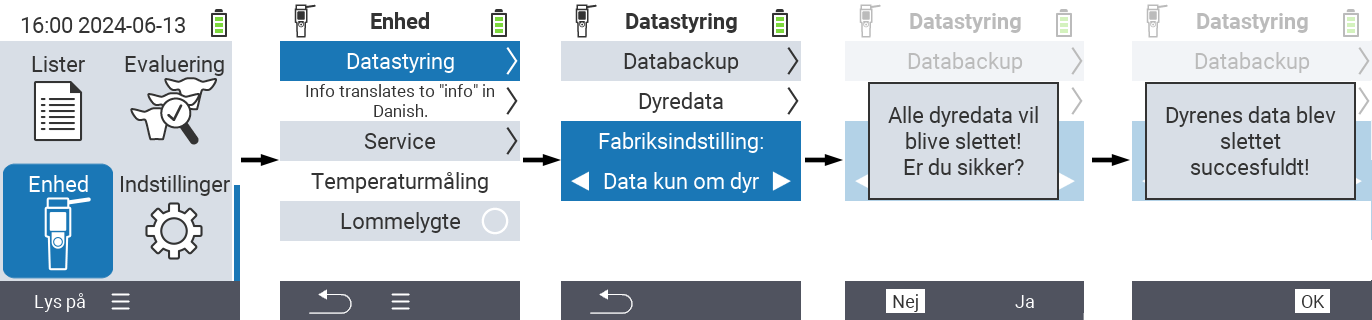 16:00 2024-06-13
Lister
Evaluering
Enhed
Indstillinger
Lys på
Enhed
Datastyring
Info translates to "info" in
Danish.
Service
Temperaturmåling
Lommelygte
Datastyring
Databackup
Dyredata
Fabriksindstilling:
Data kun om dyr
Datastyring
Databackup
Alle dyredata vil
blive slettet!
Er du sikker?
Nej
Ja
Datastyring
Databackup
Dyrenes data blev
slettet
succesfuldt!
OK